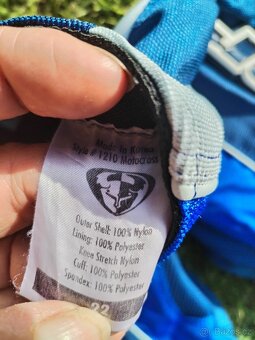 Made in Korea
Style # 1210 Motocross
Outer Shell: 100% Nylon
Lining: 100% Polyester
Knee Stretch Nylon
Cuff: 100% Polyester
Spandex: 100% Polyester
32